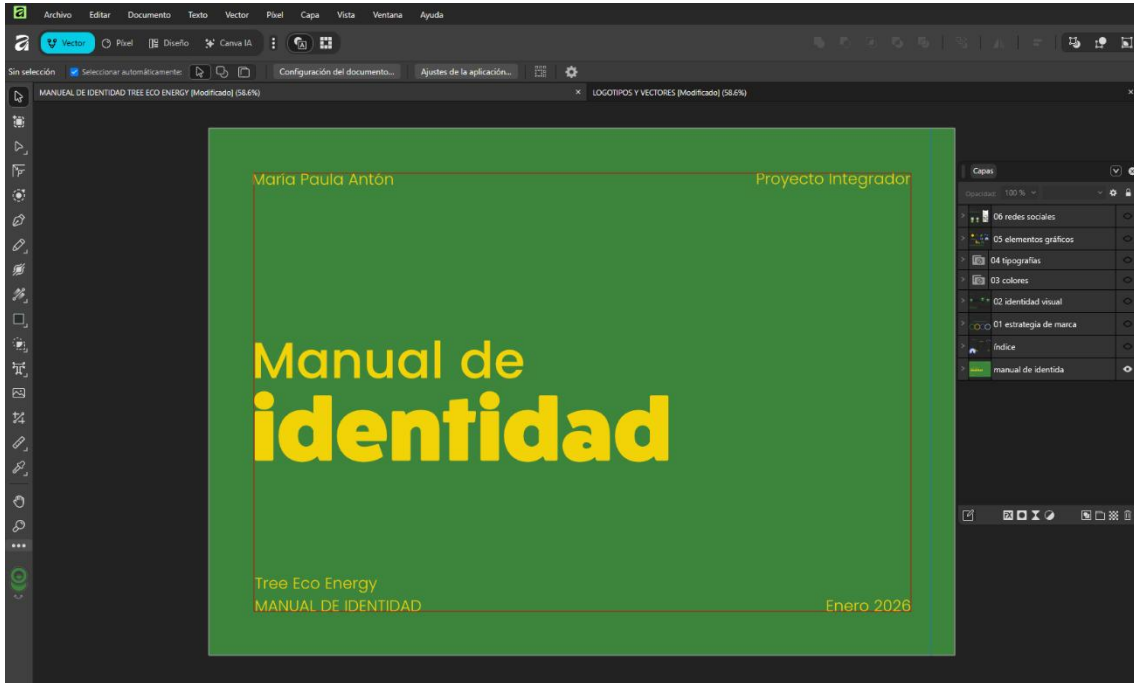 Archivo Editar Documento Texto Vector Píxel Capa Vista Ventana Ayuda
Vector Píxel Diseño Canva IA
Sin selección Seleccionar automáticamente: Configuración del documento... Ajustes de la aplicación...
MANUEAL DE IDENTIDAD TREE ECO ENERGY [Modificado] (58.6%) × LOGOTIPOS Y VECTORES [Modificado] (58.6%) ×
María Paula Antón
Proyecto Integrador
Manual de
identidad
Tree Eco Energy
MANUAL DE IDENTIDAD
Enero 2026
Capas
Opacidad: 100 %
06 redes sociales
05 elementos gráficos
04 tipografías
03 colores
02 identidad visual
01 estrategia de marca
índice
manual de identida